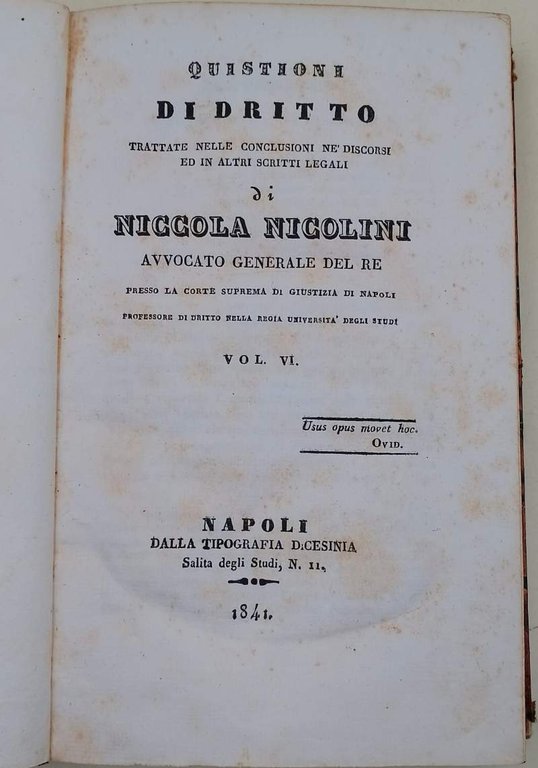 QUISTIONI
DI DRITTO
TRATTATE NELLE CONCLUSIONI NE' DISCORSI
ED IN ALTRI SCRITTI LEGALI
di
NICCOLA NICOLINI
AVVOCATO GENERALE DEL RE
PRESSO LA CORTE SUPREMA DI GIUSTIZIA DI NAPOLI
PROFESSORE DI DRITTO NELLA REGIA UNIVERSITA' DEGLI STUDI
VOL. VI.
Usus opus movet hoc.
OVID.
NAPOLI
DALLA TIPOGRAFIA DICESINIA
Salita degli Studi, N. 11.
1841.